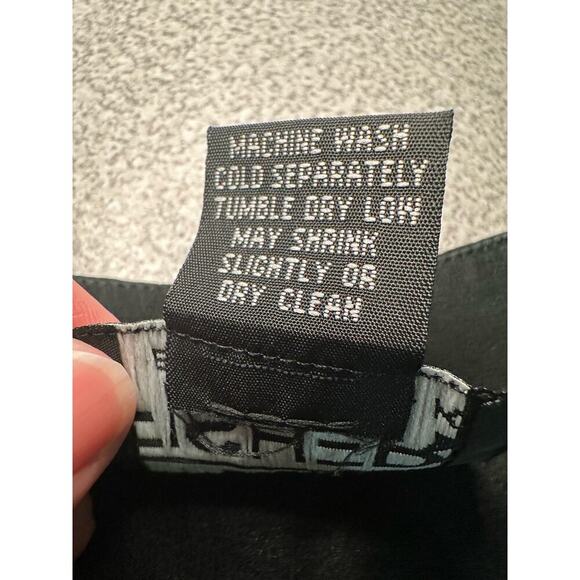 MACHINE WASH
COLD SEPARATELY
TUMBLE DRY LOW
MAY SHRINK
SLIGHTLY OR
DRY CLEAN